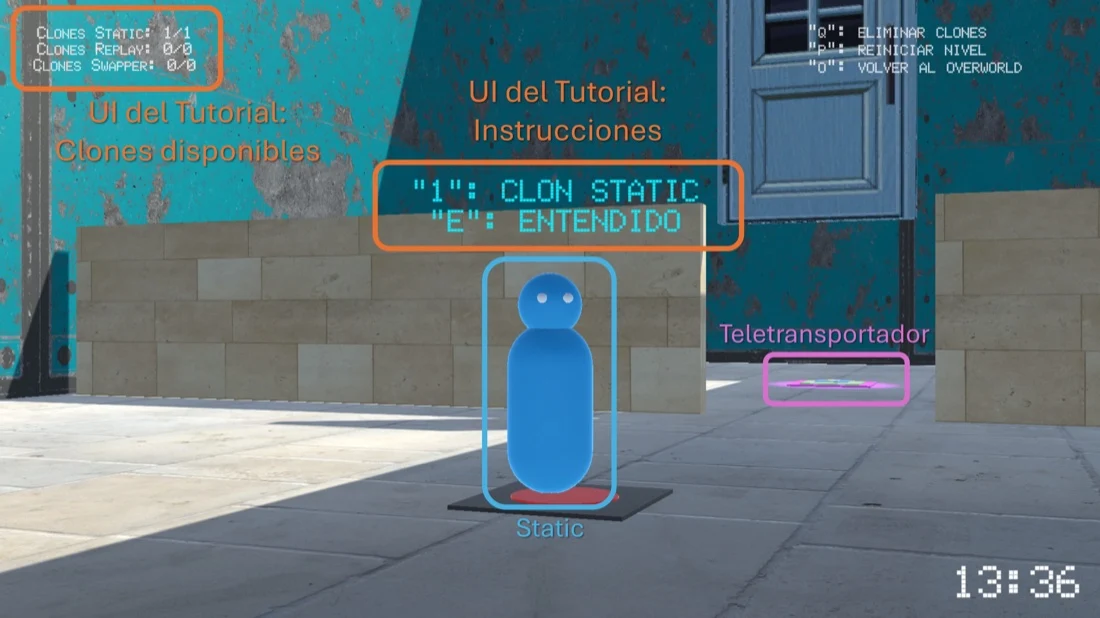 CLONES STATIC: 1/1
CLONES REPLAY: 0/0
CLONES SWAPPER: 0/0
"Q": ELIMINAR CLONES
"P": REINICIAR NIVEL
"O": VOLVER AL OVERWORLD
UI del Tutorial:
Clones disponibles
UI del Tutorial:
Instrucciones
"1": CLON STATIC
"E": ENTENDIDO
Teletransportador
Static
13:36